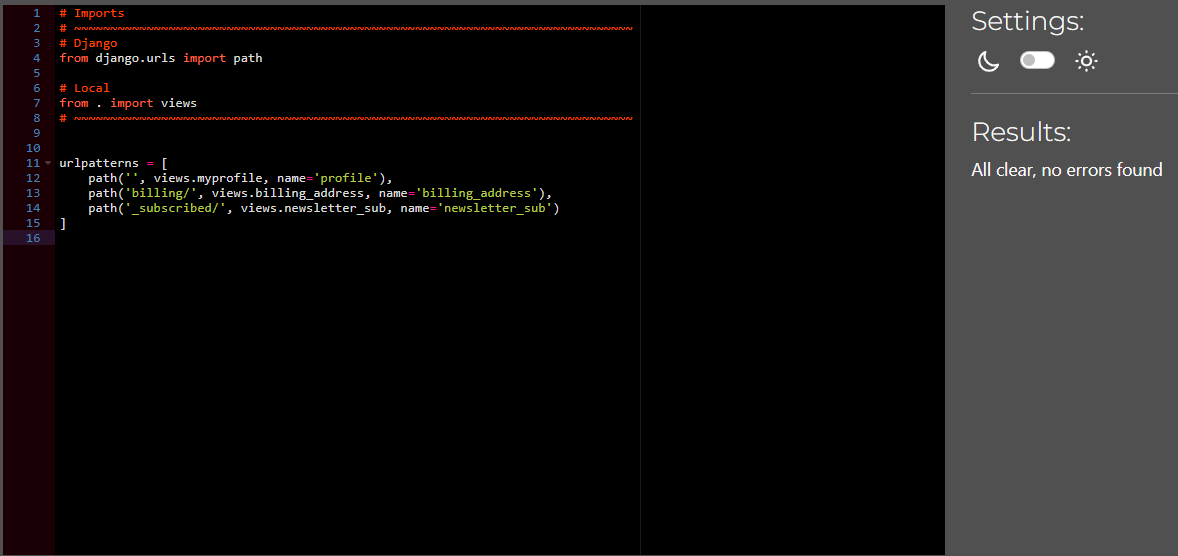 1 # Imports
2 # ~~~~~~~~~~~~~~~~~~~~~~~~~~~~~~~~~~~~~~~~~~~~~~~~~~~~~~~~~~~~~~~~~~~~~~~~~~~~~
3 # Django
4 from django.urls import path
5
6 # Local
7 from . import views
8 # ~~~~~~~~~~~~~~~~~~~~~~~~~~~~~~~~~~~~~~~~~~~~~~~~~~~~~~~~~~~~~~~~~~~~~~~~~~~~~
9
10
11 urlpatterns = [
12     path('', views.myprofile, name='profile'),
13     path('billing/', views.billing_address, name='billing_address'),
14     path('_subscribed/', views.newsletter_sub, name='newsletter_sub')
15 ]
16
Settings:
Results:
All clear, no errors found